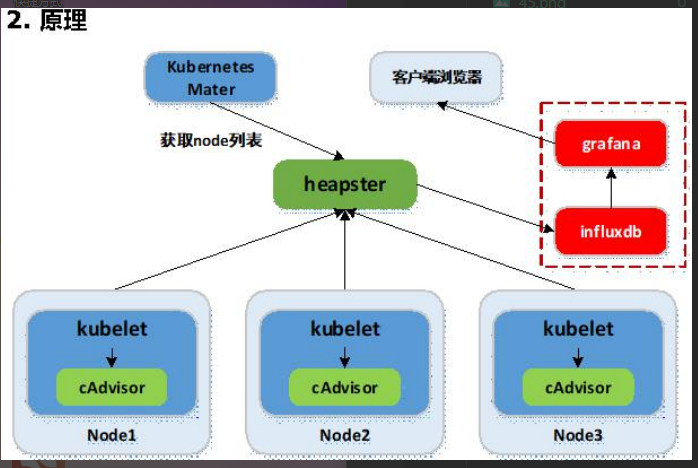 2. 原理
Kubernetes
Mater
客户端浏览器
获取node列表
grafana
heapster
influxdb
kubelet
kubelet
kubelet
cAdvisor
cAdvisor
cAdvisor
Node1
Node2
Node3